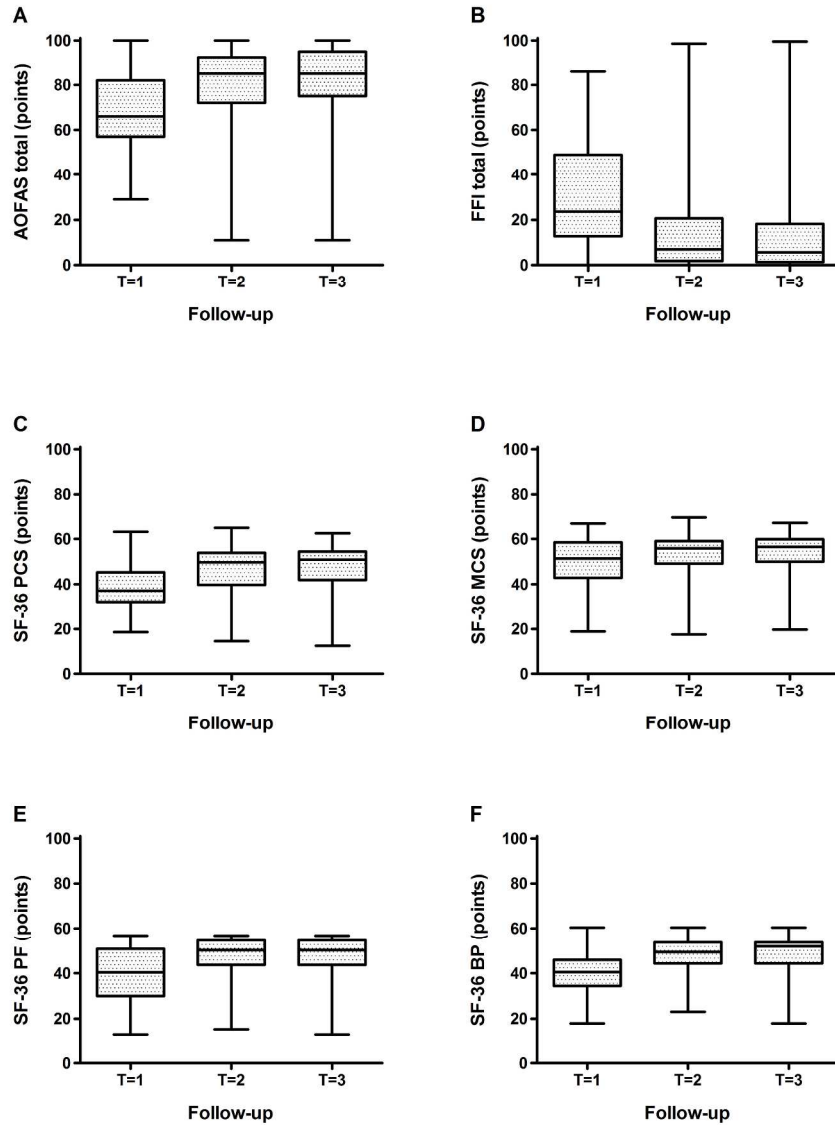 A
AOFAS total (points)
100
80
60
40
20
0
T=1 T=2 T=3
Follow-up
B
FFI total (points)
100
80
60
40
20
0
T=1 T=2 T=3
Follow-up
C
SF-36 PCS (points)
100
80
60
40
20
0
T=1 T=2 T=3
Follow-up
D
SF-36 MCS (points)
100
80
60
40
20
0
T=1 T=2 T=3
Follow-up
E
SF-36 PF (points)
100
80
60
40
20
0
T=1 T=2 T=3
Follow-up
F
SF-36 BP (points)
100
80
60
40
20
0
T=1 T=2 T=3
Follow-up